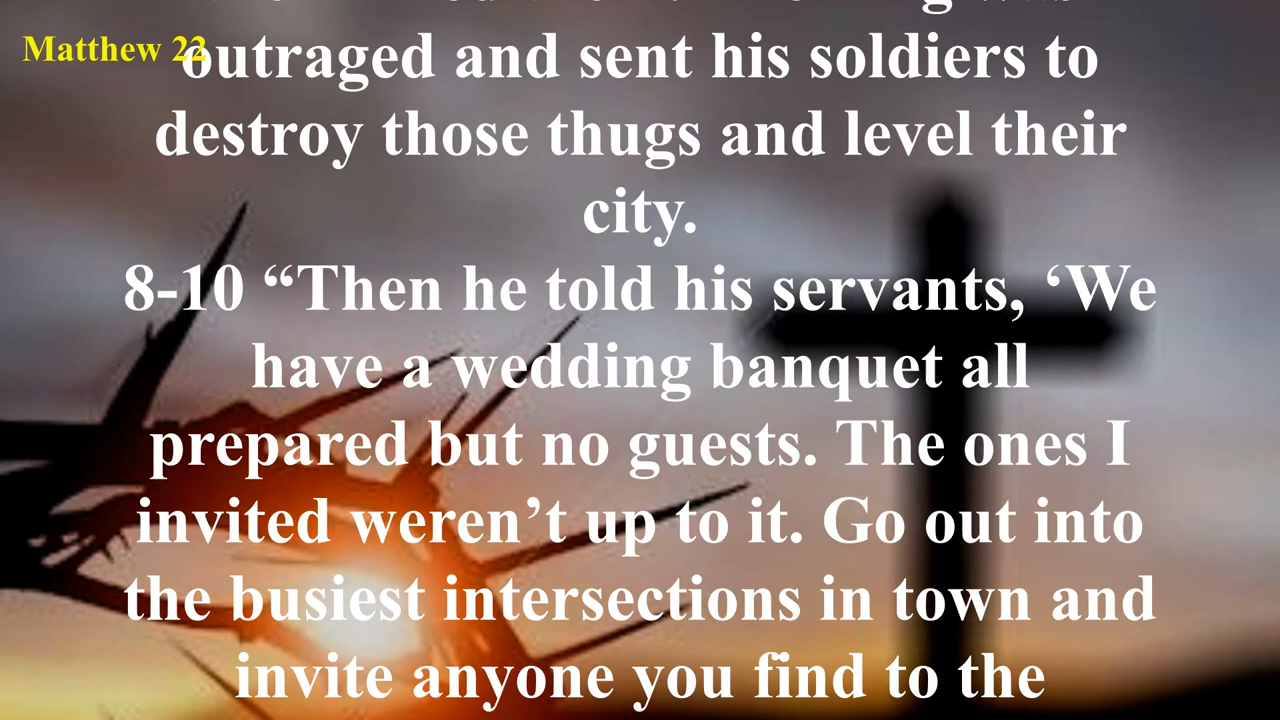 Matthew 22
outraged and sent his soldiers to
destroy those thugs and level their
city.
8-10 “Then he told his servants, ‘We
have a wedding banquet all
prepared but no guests. The ones I
invited weren’t up to it. Go out into
the busiest intersections in town and
invite anyone you find to the